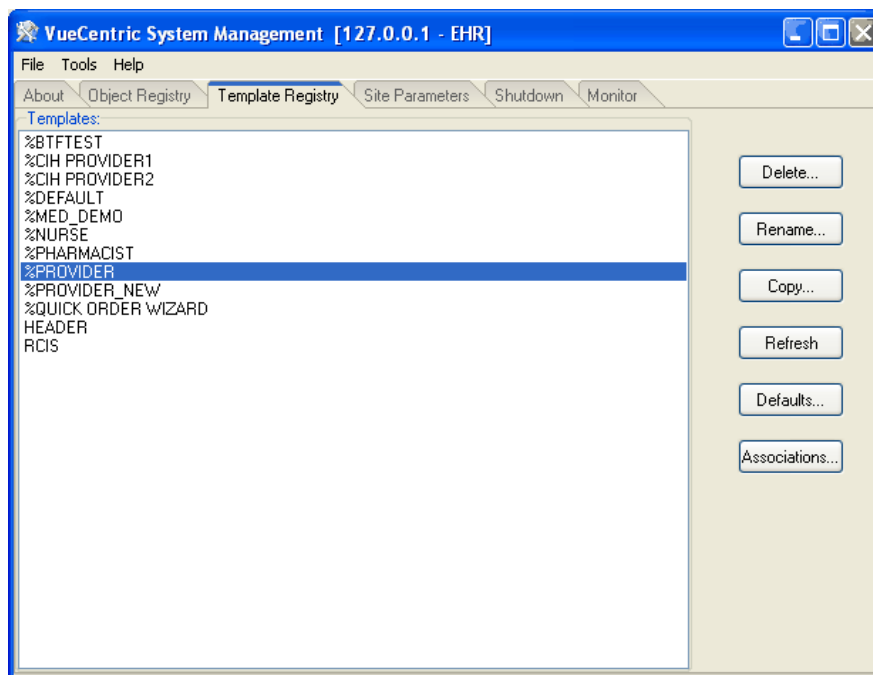 VueCentric System Management [127.0.0.1 - EHR]
File Tools Help
About Object Registry Template Registry Site Parameters Shutdown Monitor
Templates:
%BTFTEST
%CIH PROVIDER1
%CIH PROVIDER2
%DEFAULT
%MED_DEMO
%NURSE
%PHARMACIST
%PROVIDER
%PROVIDER_NEW
%QUICK ORDER WIZARD
HEADER
RCIS
Delete...
Rename...
Copy...
Refresh
Defaults...
Associations...